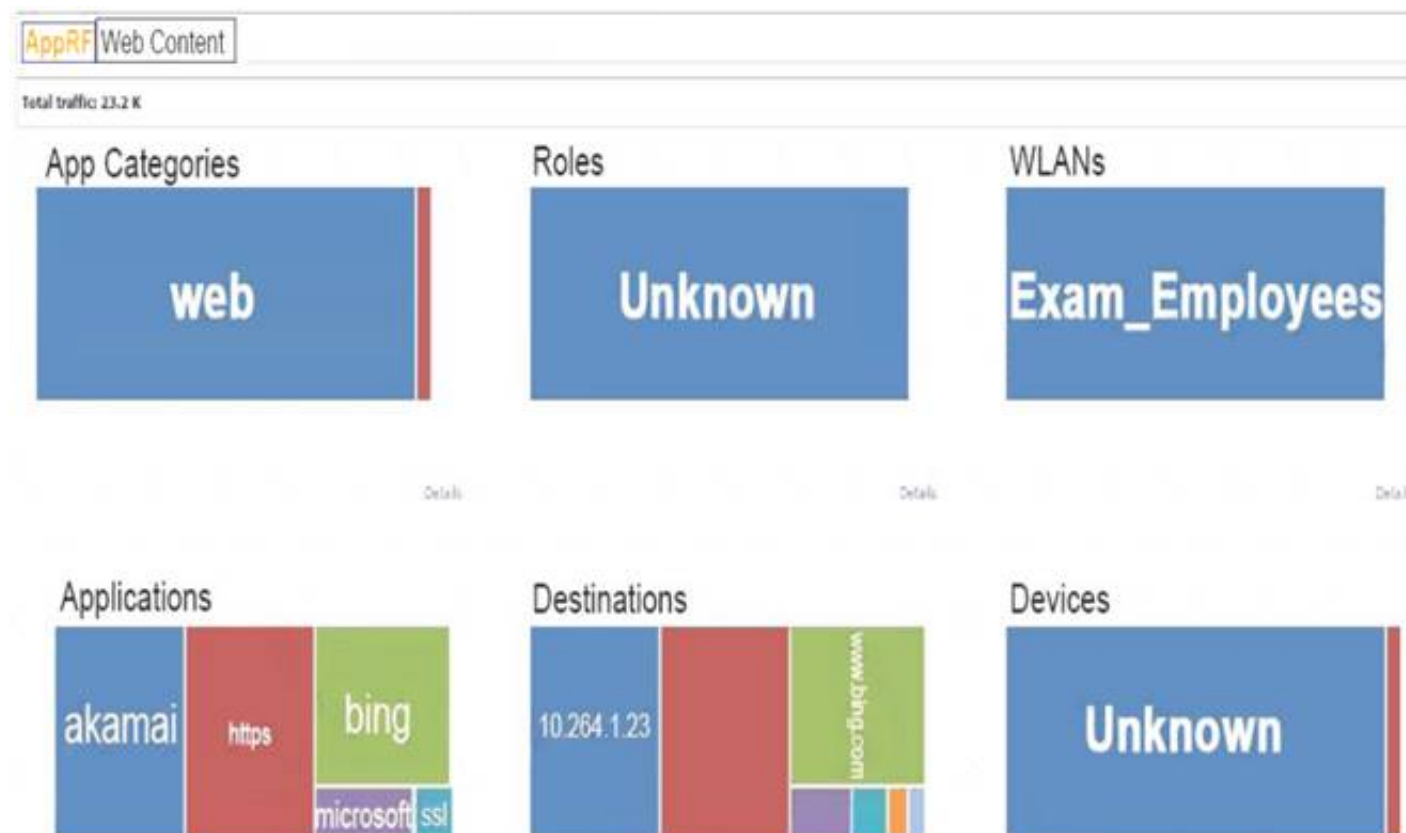 AppRF Web Content
Total traffic: 23.2 K
App Categories
Roles
WLANs
web
Unknown
Exam_Employees
Details
Details
Detail
Applications
Destinations
Devices
akamai
https
bing
microsoft
ssl
10.264.1.23
www.bing.com
Unknown